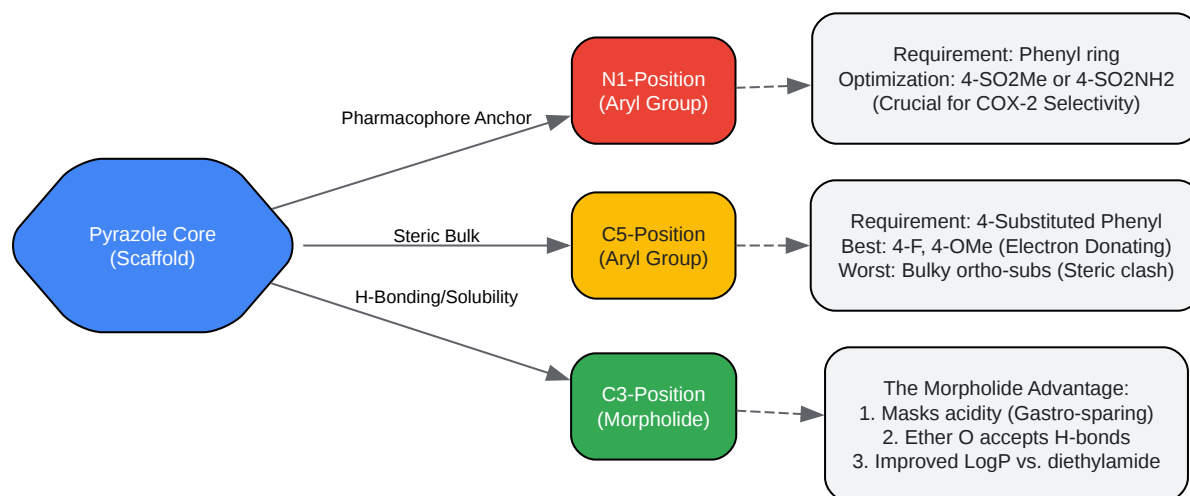 Pyrazole Core
(Scaffold)
Pharmacophore Anchor
N1-Position
(Aryl Group)
Requirement: Phenyl ring
Optimization: 4-SO2Me or 4-SO2NH2
(Crucial for COX-2 Selectivity)
Steric Bulk
C5-Position
(Aryl Group)
Requirement: 4-Substituted Phenyl
Best: 4-F, 4-OMe (Electron Donating)
Worst: Bulky ortho-subs (Steric clash)
H-Bonding/Solubility
C3-Position
(Morpholide)
The Morpholide Advantage:
1. Masks acidity (Gastro-sparing)
2. Ether O accepts H-bonds
3. Improved LogP vs. diethylamide